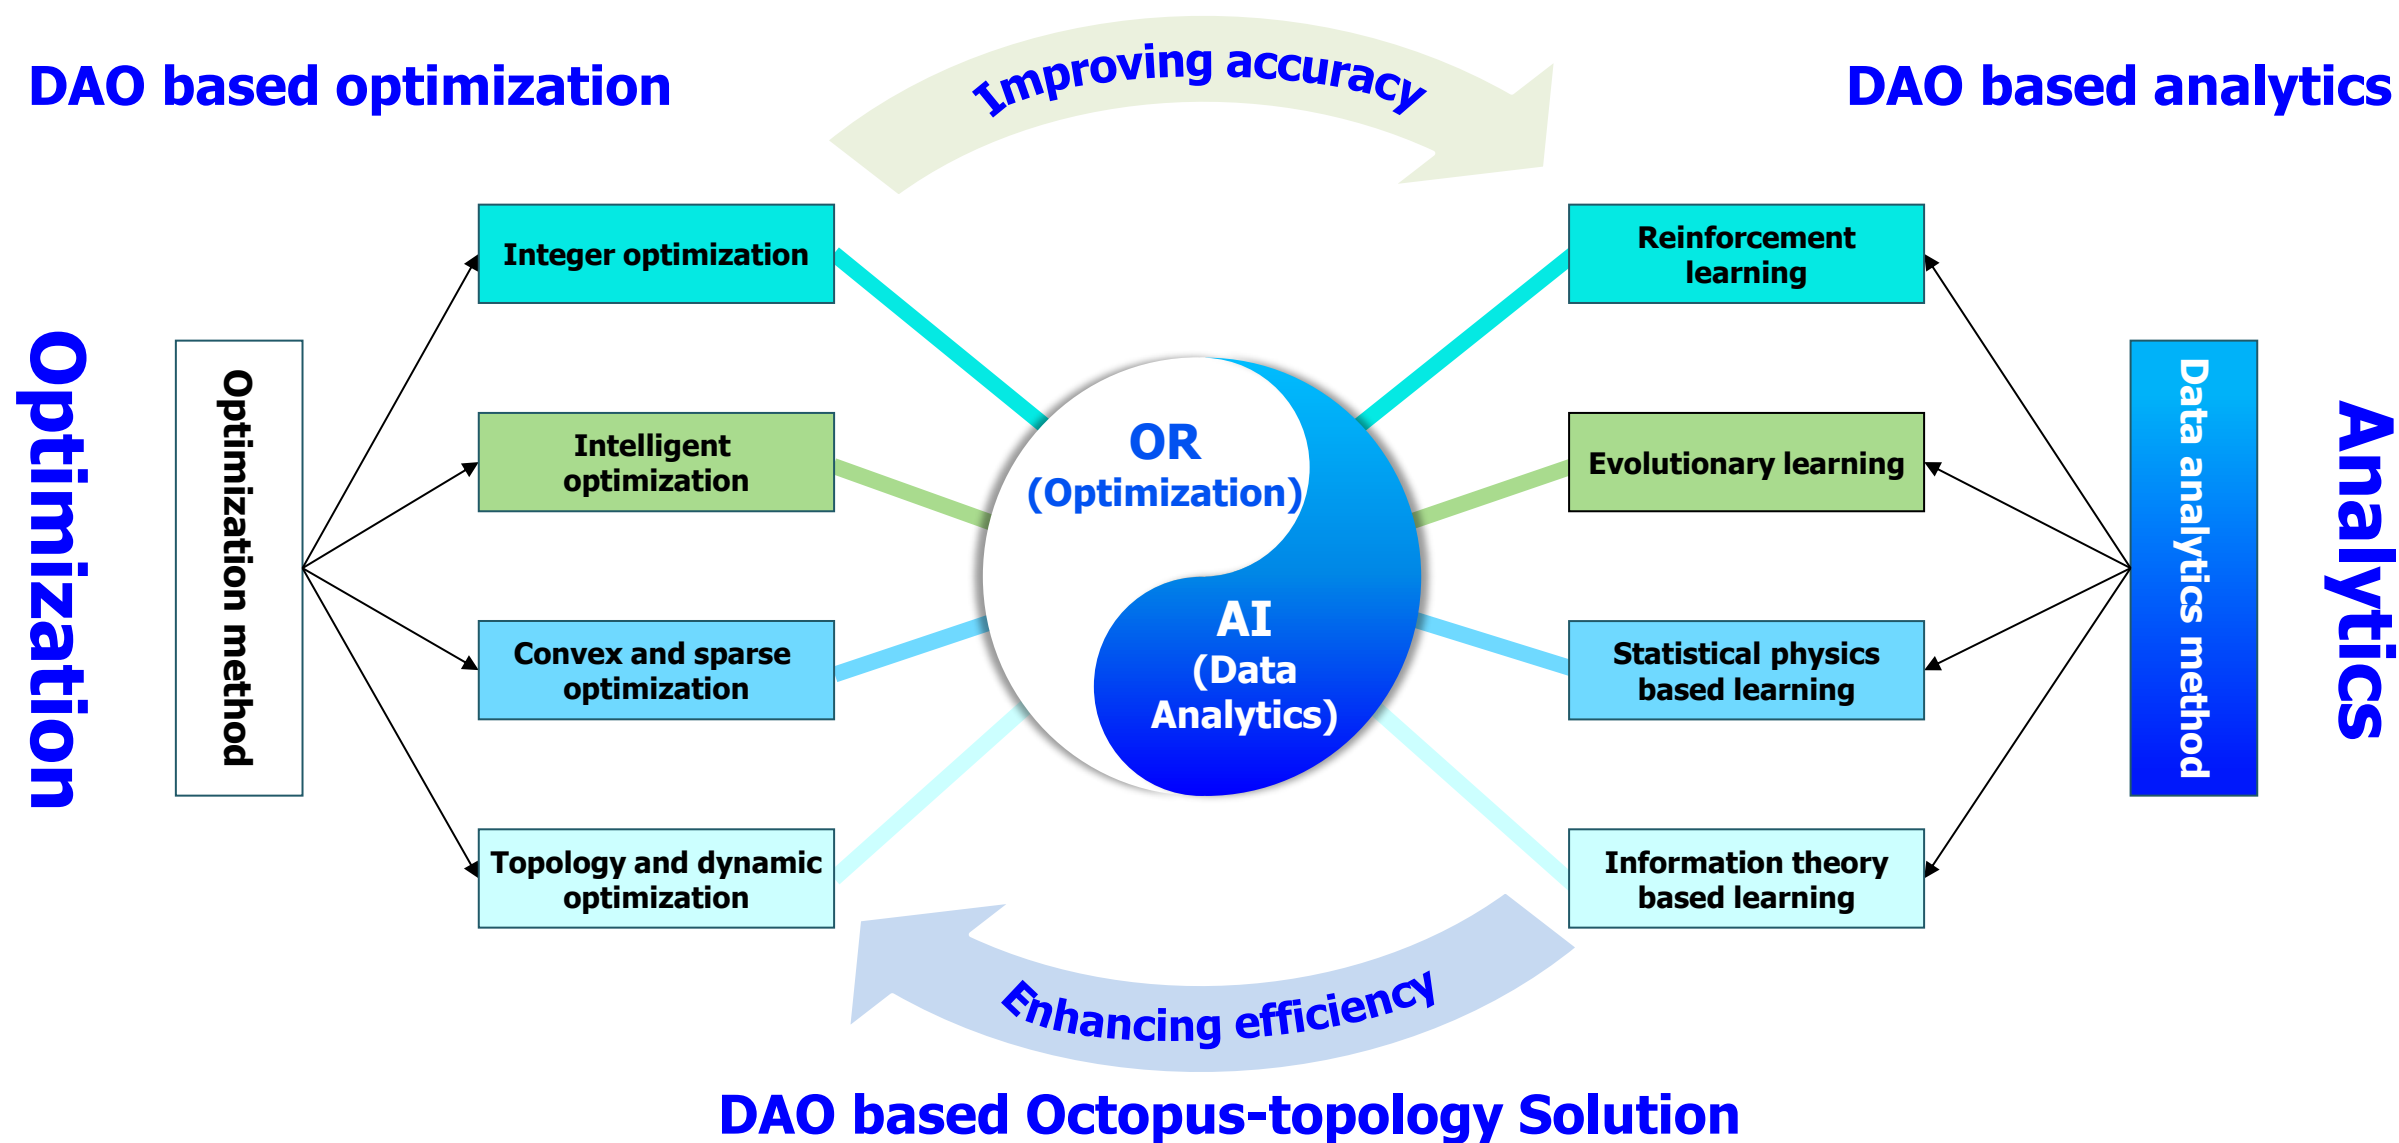 Improving accuracy
DAO based optimization
DAO based analytics
Optimization
Optimization method
Integer optimization
Intelligent
optimization
Convex and sparse
optimization
Topology and dynamic
optimization
OR
(Optimization)
AI
(Data
Analytics)
Reinforcement
learning
Evolutionary learning
Statistical physics
based learning
Information theory
based learning
Data analytics method
Analytics
Enhancing efficiency
DAO based Octopus-topology Solution